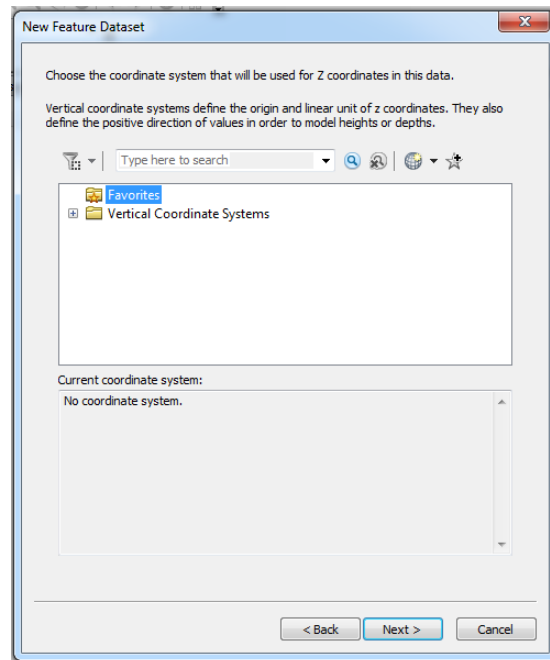 New Feature Dataset
Choose the coordinate system that will be used for Z coordinates in this data.
Vertical coordinate systems define the origin and linear unit of z coordinates. They also
define the positive direction of values in order to model heights or depths.
Type here to search
Favorites
Vertical Coordinate Systems
Current coordinate system:
No coordinate system.
< Back Next > Cancel